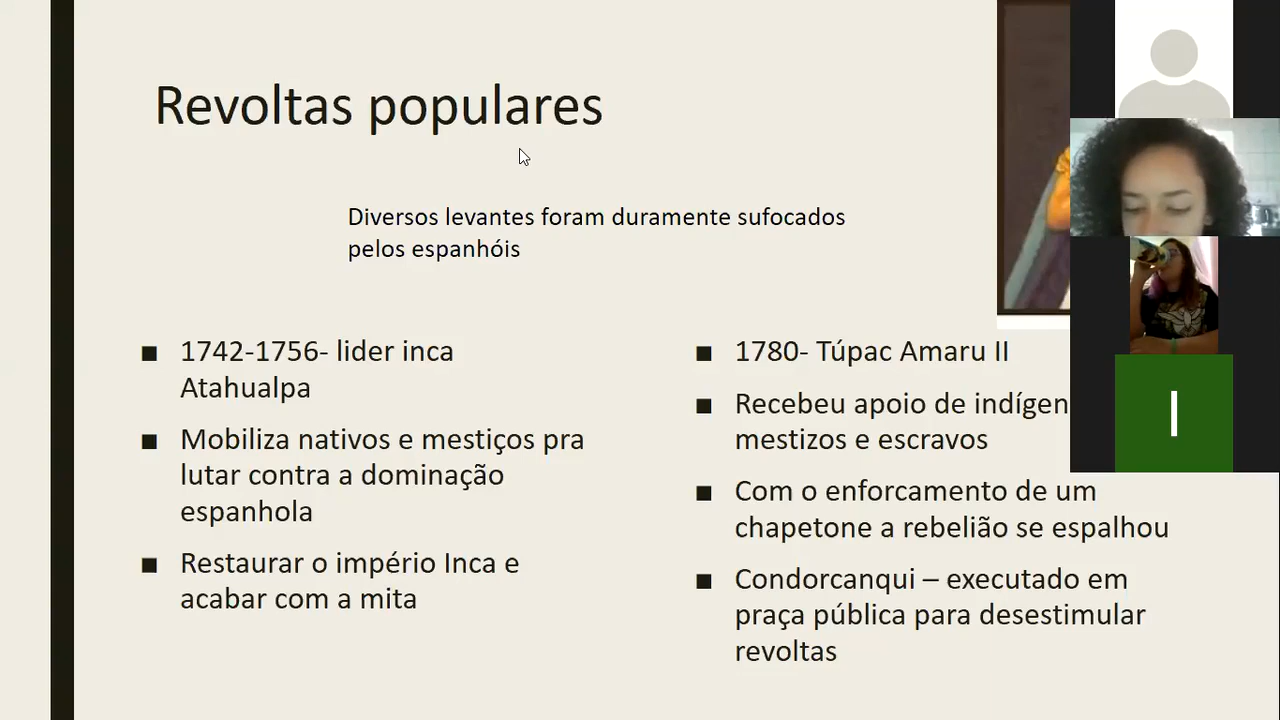 Revoltas populares
Diversos levantes foram duramente sufocados
pelos espanhóis
■ 1742-1756- lider inca
Atahualpa
■ Mobiliza nativos e mestiços pra
lutar contra a dominação
espanhola
■ Restaurar o império Inca e
acabar com a mita
■ 1780- Túpac Amaru II
■ Recebeu apoio de indígen
mestizos e escravos
■ Com o enforcamento de um
chapetone a rebelião se espalhou
■ Condorcanqui – executado em
praça pública para desestimular
revoltas
I